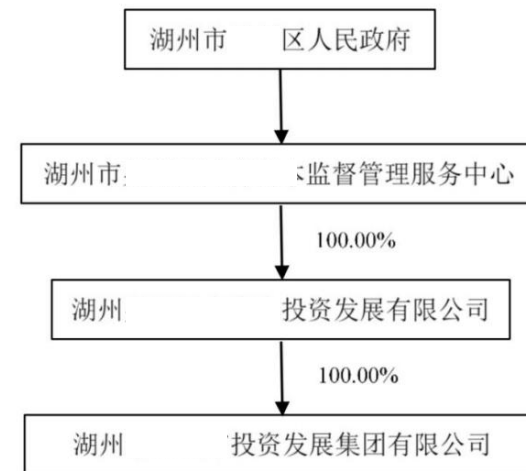 湖州市 区人民政府
湖州市 监督管理服务中心
100.00%
湖州 投资发展有限公司
100.00%
湖州 投资发展集团有限公司